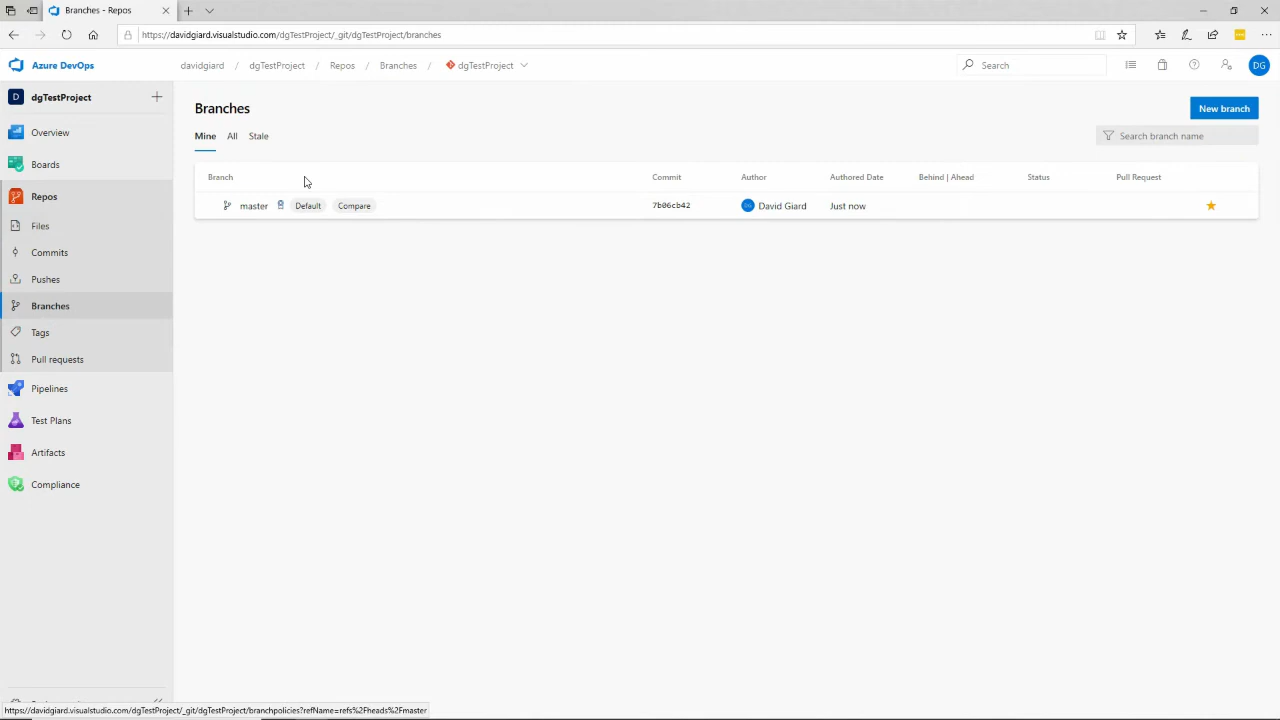 Branches - Repos
https://davidgiard.visualstudio.com/dgTestProject/_git/dgTestProject/branches
Azure DevOps
davidgiard / dgTestProject / Repos / Branches / dgTestProject
Search
DG
D dgTestProject
Overview
Boards
Repos
Files
Commits
Pushes
Branches
Tags
Pull requests
Pipelines
Test Plans
Artifacts
Compliance
Branches
New branch
Mine All Stale
Search branch name
Branch Commit Author Authored Date Behind | Ahead Status Pull Request
master Default Compare 7b06cb42 David Giard Just now
https://davidgiard.visualstudio.com/dgTestProject/_git/dgTestProject/branchpolicies?refName=refs%2Fheads%2Fmaster